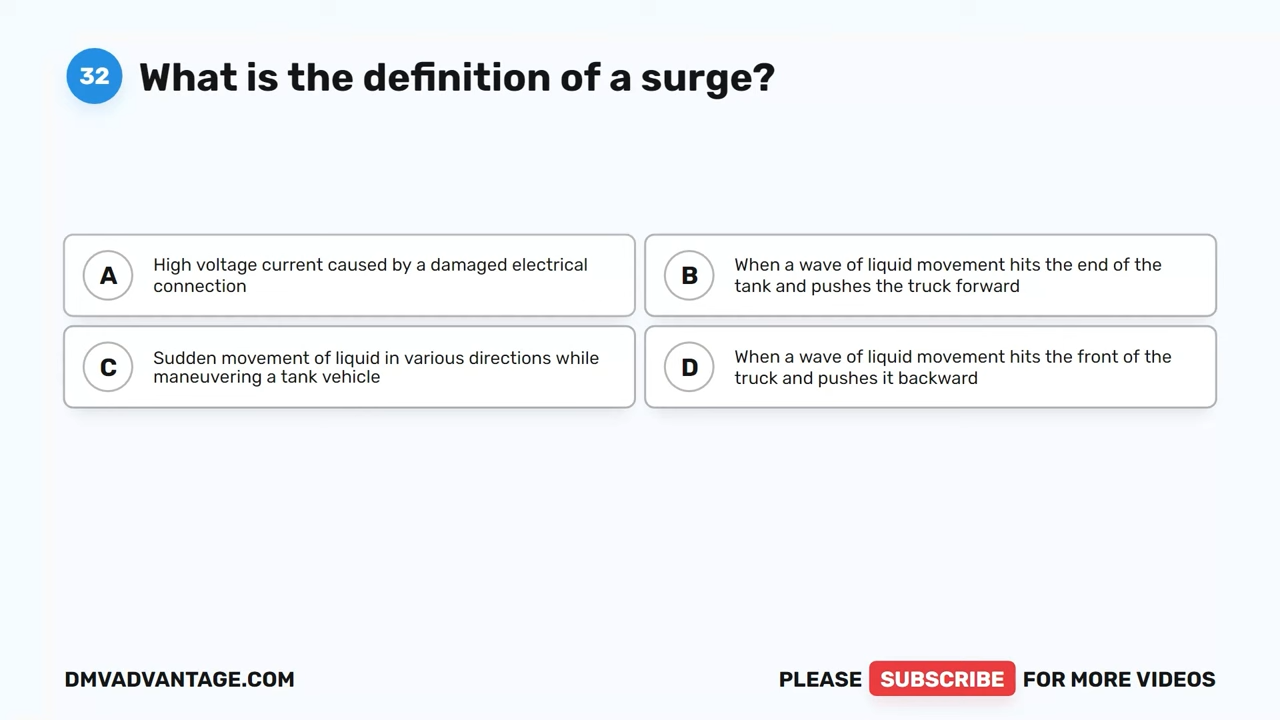 32 What is the definition of a surge?
A High voltage current caused by a damaged electrical
connection
B When a wave of liquid movement hits the end of the
tank and pushes the truck forward
C Sudden movement of liquid in various directions while
maneuvering a tank vehicle
D When a wave of liquid movement hits the front of the
truck and pushes it backward
DMVADVANTAGE.COM
PLEASE SUBSCRIBE FOR MORE VIDEOS